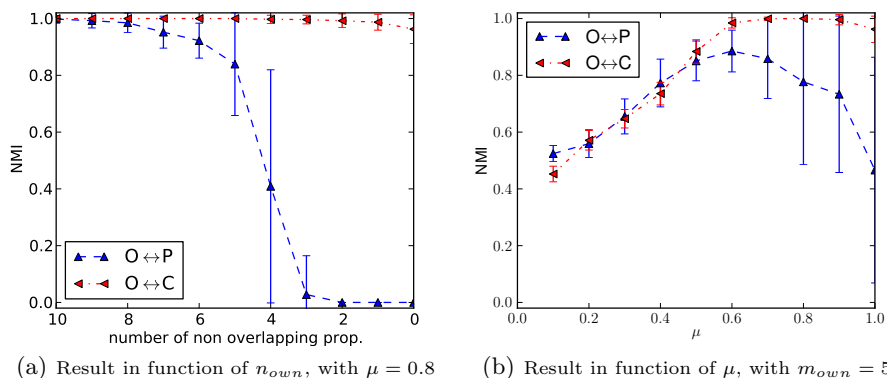 1.0
0.8
0.6
0.4
0.2
0.0
NMI
O↔P
O↔C
10 8 6 4 2 0
number of non overlapping prop.
(a) Result in function of n_own, with μ = 0.8
1.0
0.8
0.6
0.4
0.2
0.0
NMI
O↔P
O↔C
0.0 0.2 0.4 0.6 0.8 1.0
μ
(b) Result in function of μ, with m_own = 5